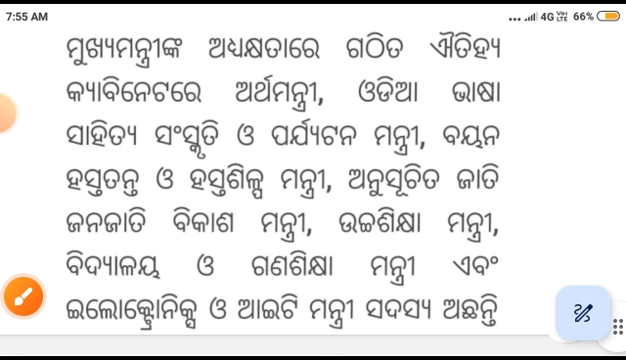 7:55 AM 4G VoLTE 66%
ମୁଖ୍ୟମନ୍ତ୍ରୀଙ୍କ ଅଧ୍ୟକ୍ଷତାରେ ଗଠିତ ଐତିହ୍ୟ
କ୍ୟାବିନେଟରେ ଅର୍ଥମନ୍ତ୍ରୀ, ଓଡିଆ ଭାଷା
ସାହିତ୍ୟ ସଂସ୍କୃତି ଓ ପର୍ଯ୍ୟଟନ ମନ୍ତ୍ରୀ, ବୟନ
ହସ୍ତତନ୍ତ ଓ ହସ୍ତଶିଳ୍ପ ମନ୍ତ୍ରୀ, ଅନୁସୂଚିତ ଜାତି
ଜନଜାତି ବିକାଶ ମନ୍ତ୍ରୀ, ଉଚ୍ଚଶିକ୍ଷା ମନ୍ତ୍ରୀ,
ବିଦ୍ୟାଳୟ ଓ ଗଣଶିକ୍ଷା ମନ୍ତ୍ରୀ ଏବଂ
ଇଲୋକ୍ଟ୍ରୋନିକ୍ସ ଓ ଆଇଟି ମନ୍ତ୍ରୀ ସଦସ୍ୟ ଅଛନ୍ତି